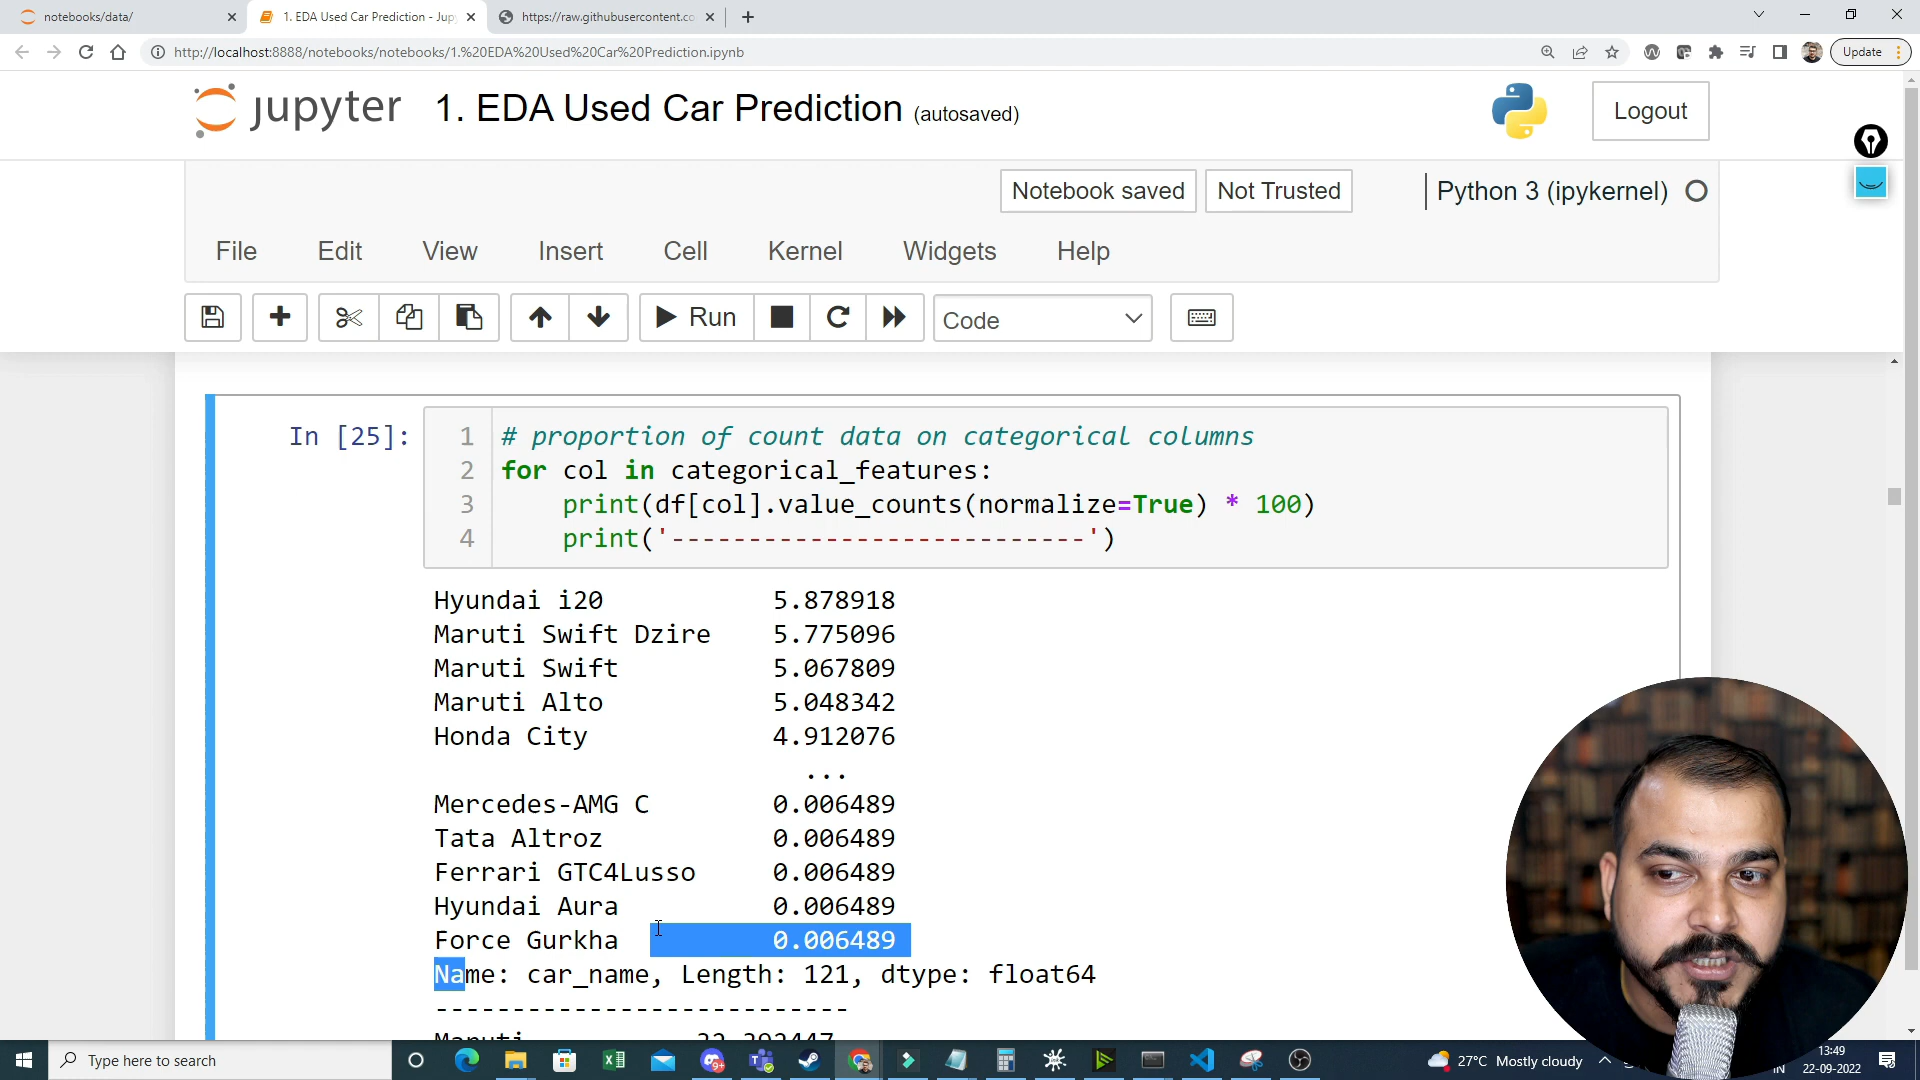 notebooks/data/
1. EDA Used Car Prediction - Jup
https://raw.githubusercontent.co
http://localhost:8888/notebooks/notebooks/1.%20EDA%20Used%20Car%20Prediction.ipynb
Update
jupyter 1. EDA Used Car Prediction (autosaved)
Logout
Notebook saved Not Trusted Python 3 (ipykernel)
File Edit View Insert Cell Kernel Widgets Help
Run Code
In [25]:
1 # proportion of count data on categorical columns
2 for col in categorical_features:
3 print(df[col].value_counts(normalize=True) * 100)
4 print('---------------------------')
Hyundai i20 5.878918
Maruti Swift Dzire 5.775096
Maruti Swift 5.067809
Maruti Alto 5.048342
Honda City 4.912076
...
Mercedes-AMG C 0.006489
Tata Altroz 0.006489
Ferrari GTC4Lusso 0.006489
Hyundai Aura 0.006489
Force Gurkha 0.006489
Name: car_name, Length: 121, dtype: float64
---------------------------
Maruti 32.392447
Type here to search
27°C Mostly cloudy
IN
13:49
22-09-2022